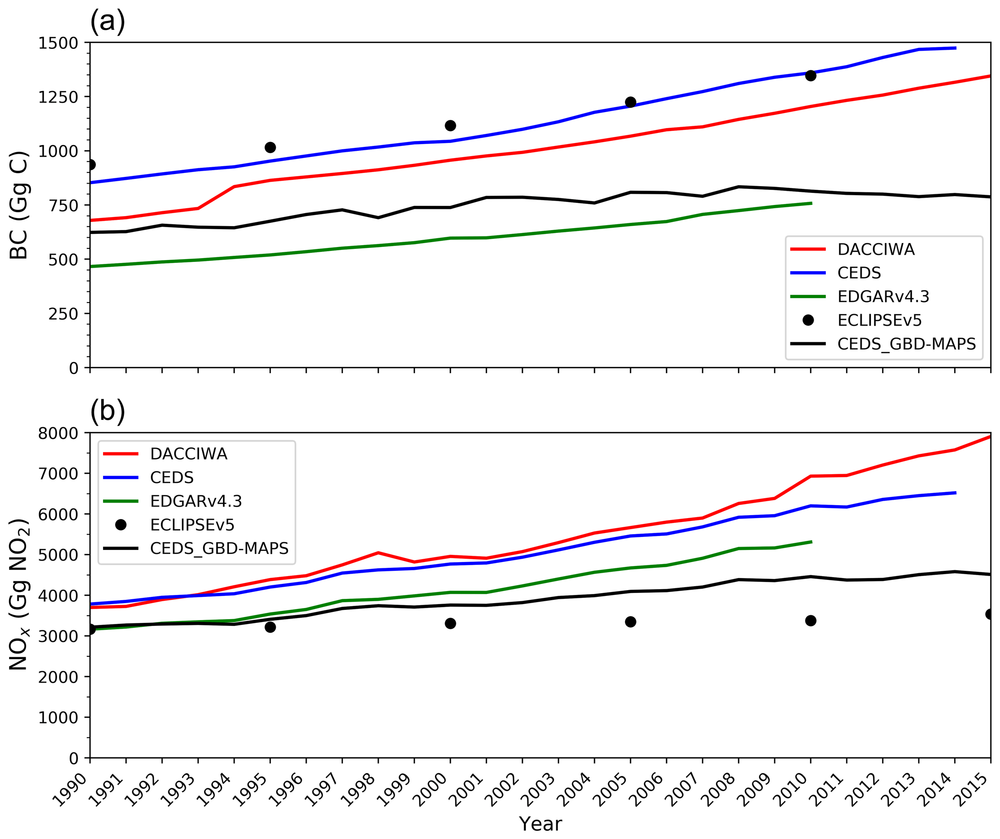 (a)
1500
1250
1000
750
500
250
0
BC (Gg C)
DACCIWA
CEDS
EDGARv4.3
ECLIPSEv5
CEDS_GBD-MAPS
(b)
8000
7000
6000
5000
4000
3000
2000
1000
0
NOₓ (Gg NO₂)
DACCIWA
CEDS
EDGARv4.3
ECLIPSEv5
CEDS_GBD-MAPS
1990 1991 1992 1993 1994 1995 1996 1997 1998 1999 2000 2001 2002 2003 2004 2005 2006 2007 2008 2009 2010 2011 2012 2013 2014 2015
Year